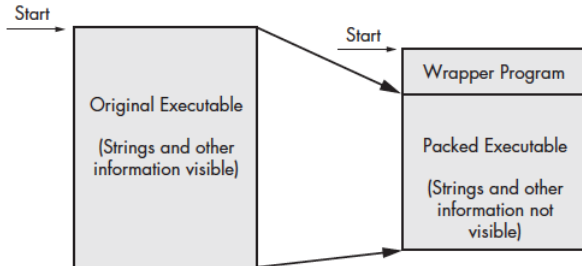 Start
Original Executable
(Strings and other
information visible)
Start
Wrapper Program
Packed Executable
(Strings and other
information not
visible)